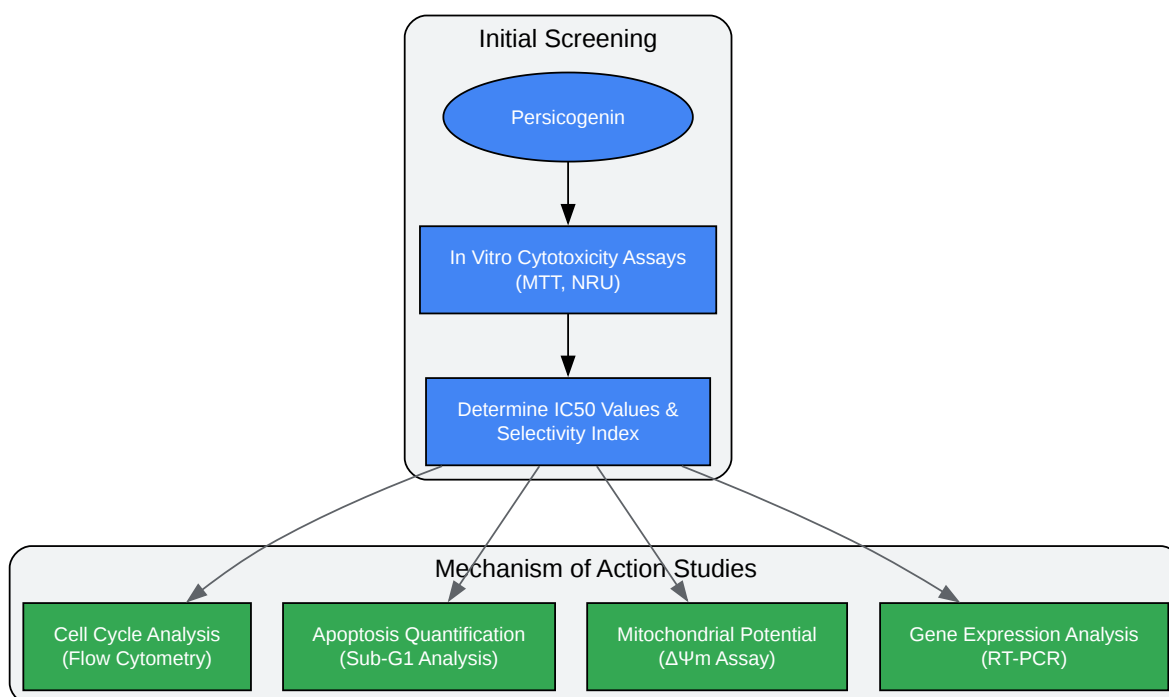 Initial Screening
Persicogenin
In Vitro Cytotoxicity Assays
(MTT, NRU)
Determine IC50 Values &
Selectivity Index
Mechanism of Action Studies
Cell Cycle Analysis
(Flow Cytometry)
Apoptosis Quantification
(Sub-G1 Analysis)
Mitochondrial Potential
(ΔΨm Assay)
Gene Expression Analysis
(RT-PCR)